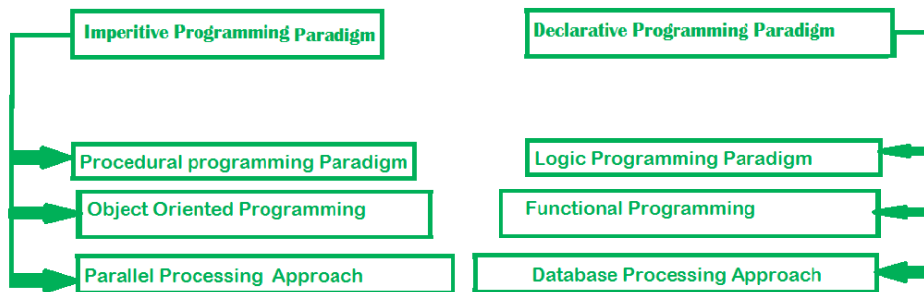 Imperitive Programming Paradigm
Declarative Programming Paradigm
Procedural programming Paradigm
Logic Programming Paradigm
Object Oriented Programming
Functional Programming
Parallel Processing Approach
Database Processing Approach